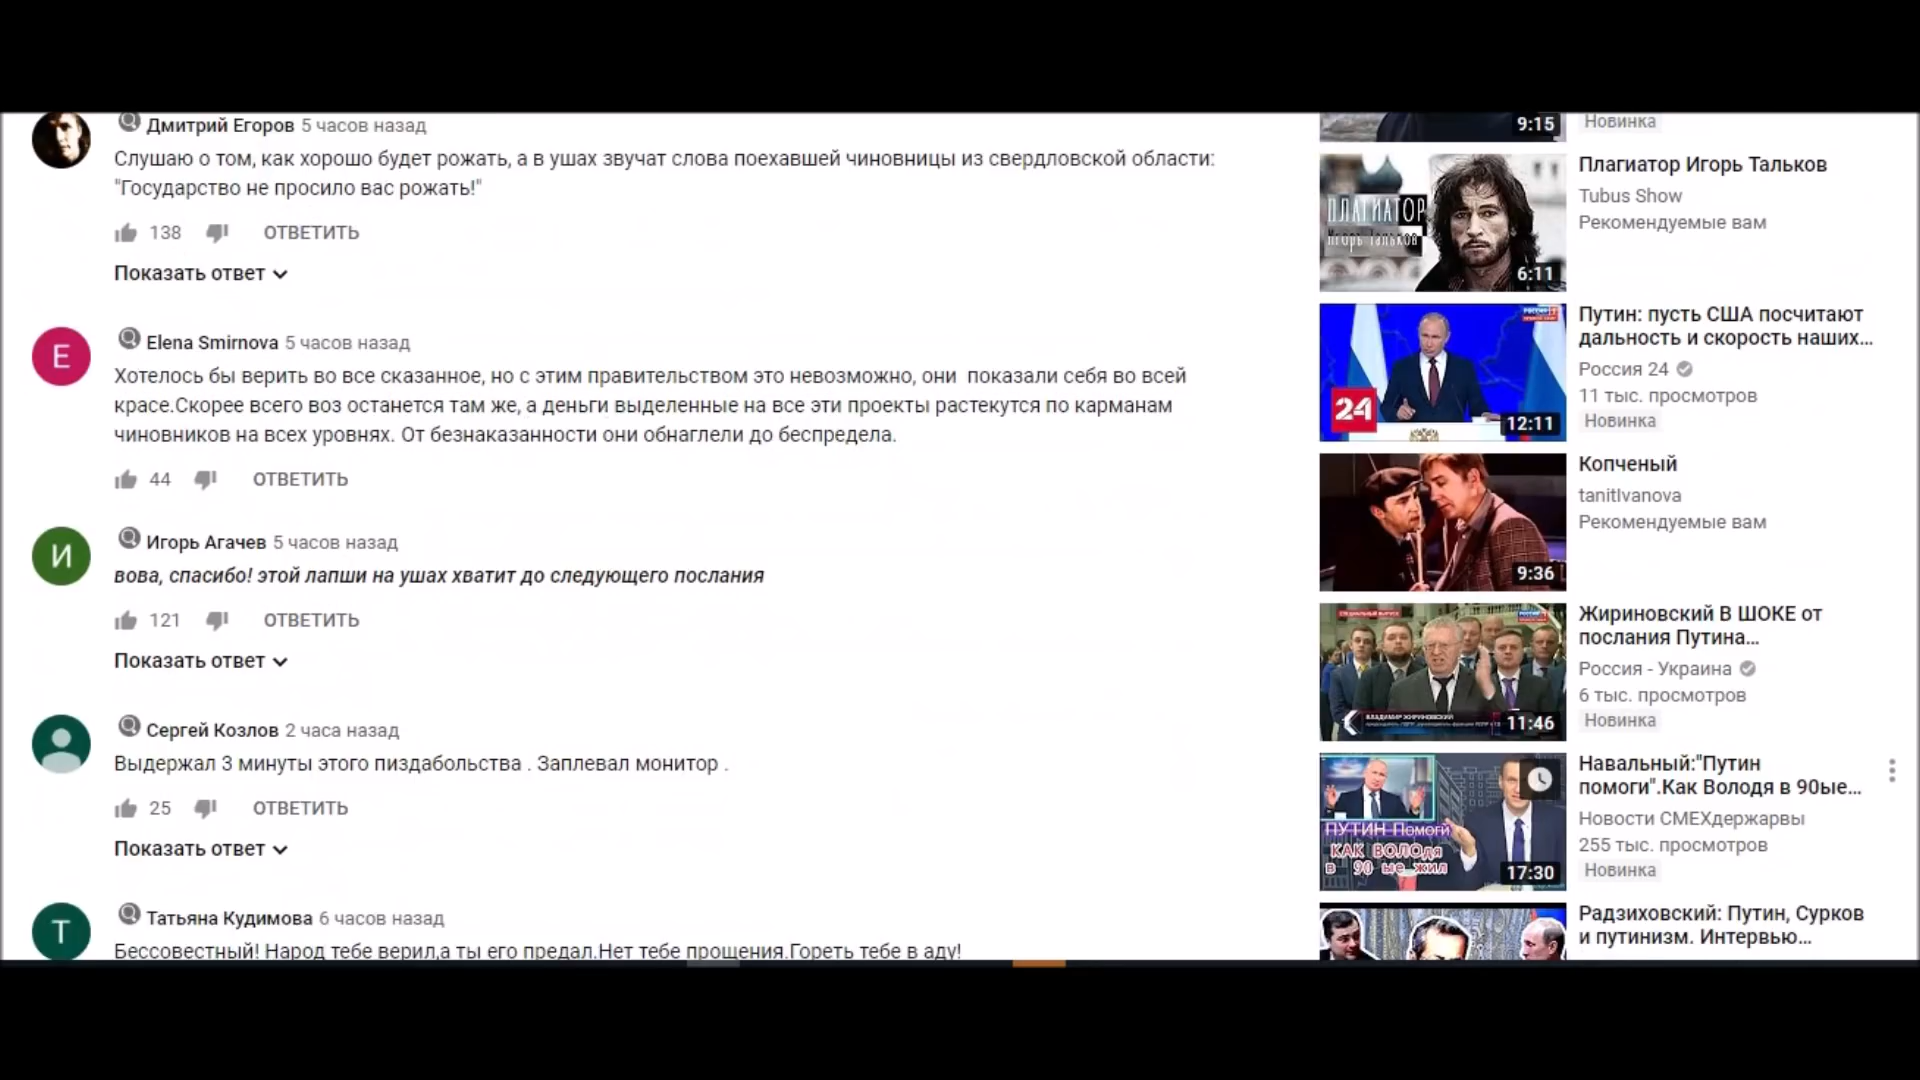 Дмитрий Егоров 5 часов назад
Слушаю о том, как хорошо будет рожать, а в ушах звучат слова поехавшей чиновницы из свердловской области:
"Государство не просило вас рожать!"
138 ОТВЕТИТЬ
Показать ответ
E
Elena Smirnova 5 часов назад
Хотелось бы верить во все сказанное, но с этим правительством это невозможно, они  показали себя во всей
красе.Скорее всего воз останется там же, а деньги выделенные на все эти проекты растекутся по карманам
чиновников на всех уровнях. От безнаказанности они обнаглели до беспредела.
44 ОТВЕТИТЬ
И
Игорь Агачев 5 часов назад
вова, спасибо! этой лапши на ушах хватит до следующего послания
121 ОТВЕТИТЬ
Показать ответ
Сергей Козлов 2 часа назад
Выдержал 3 минуты этого пиздабольства . Заплевал монитор .
25 ОТВЕТИТЬ
Показать ответ
Т
Татьяна Кудимова 6 часов назад
Бессовестный! Народ тебе верил,а ты его предал.Нет тебе прощения.Гореть тебе в аду!
9:15
Новинка
ПЛАГИАТОР
Игорь Тальков
6:11
Плагиатор Игорь Тальков
Tubus Show
Рекомендуемые вам
24
12:11
Путин: пусть США посчитают
дальность и скорость наших...
Россия 24
11 тыс. просмотров
Новинка
9:36
Копченый
tanitIvanova
Рекомендуемые вам
ВЛАДИМИР ЖИРИНОВСКИЙ
11:46
Жириновский В ШОКЕ от
послания Путина...
Россия - Украина
6 тыс. просмотров
Новинка
ПУТИН Помоги
КАК ВОЛОдя
в 90 ые жил
17:30
Навальный:"Путин
помоги".Как Володя в 90ые...
Новости СМЕХдержарвы
255 тыс. просмотров
Новинка
Радзиховский: Путин, Сурков
и путинизм. Интервью...